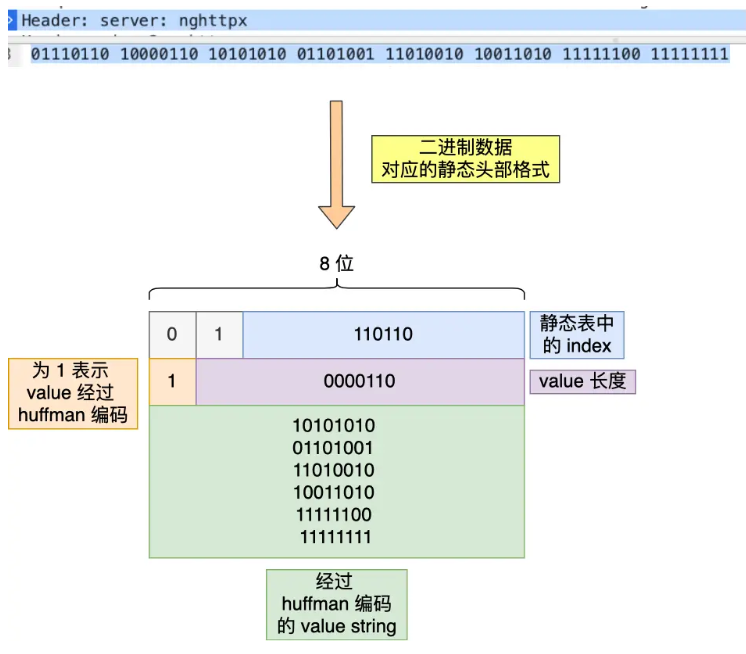 Header: server: nghttpx
01110110 10000110 10101010 01101001 11010010 10011010 11111100 11111111
二进制数据
对应的静态头部格式
8 位
0 1 110110
静态表中
的 index
为 1 表示
value 经过
huffman 编码
1 0000110
value 长度
10101010
01101001
11010010
10011010
11111100
11111111
经过
huffman 编码
的 value string